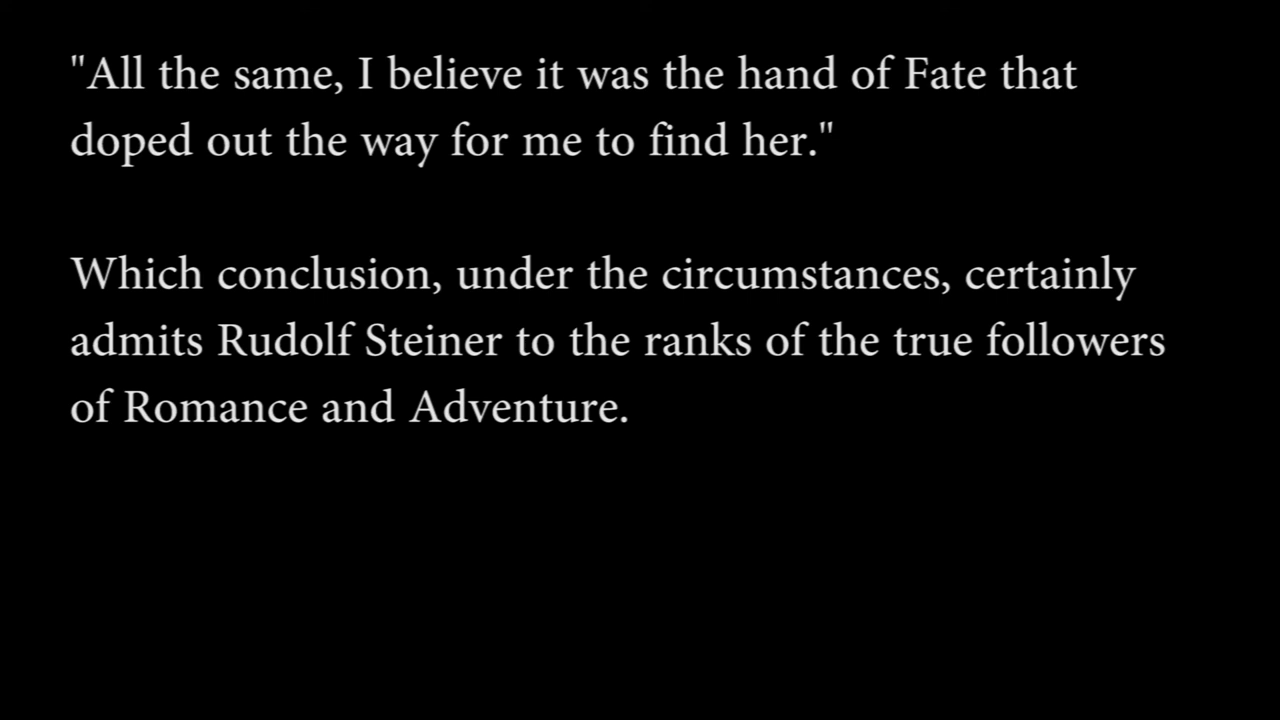 "All the same, I believe it was the hand of Fate that
doped out the way for me to find her."
Which conclusion, under the circumstances, certainly
admits Rudolf Steiner to the ranks of the true followers
of Romance and Adventure.